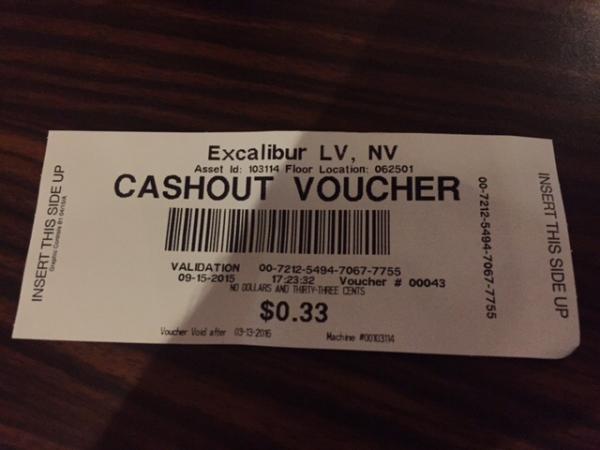 Excalibur LV, NV
Asset Id: 103114 Floor Location: 062501
CASHOUT VOUCHER
VALIDATION 00-7212-5494-7067-7755
09-15-2015 17:23:32 Voucher # 00043
NO DOLLARS AND THIRTY-THREE CENTS
$0.33
Voucher Void after 03-13-2016 Machine #00103114
INSERT THIS SIDE UP
00-7212-5494-7067-7755
INSERT THIS SIDE UP